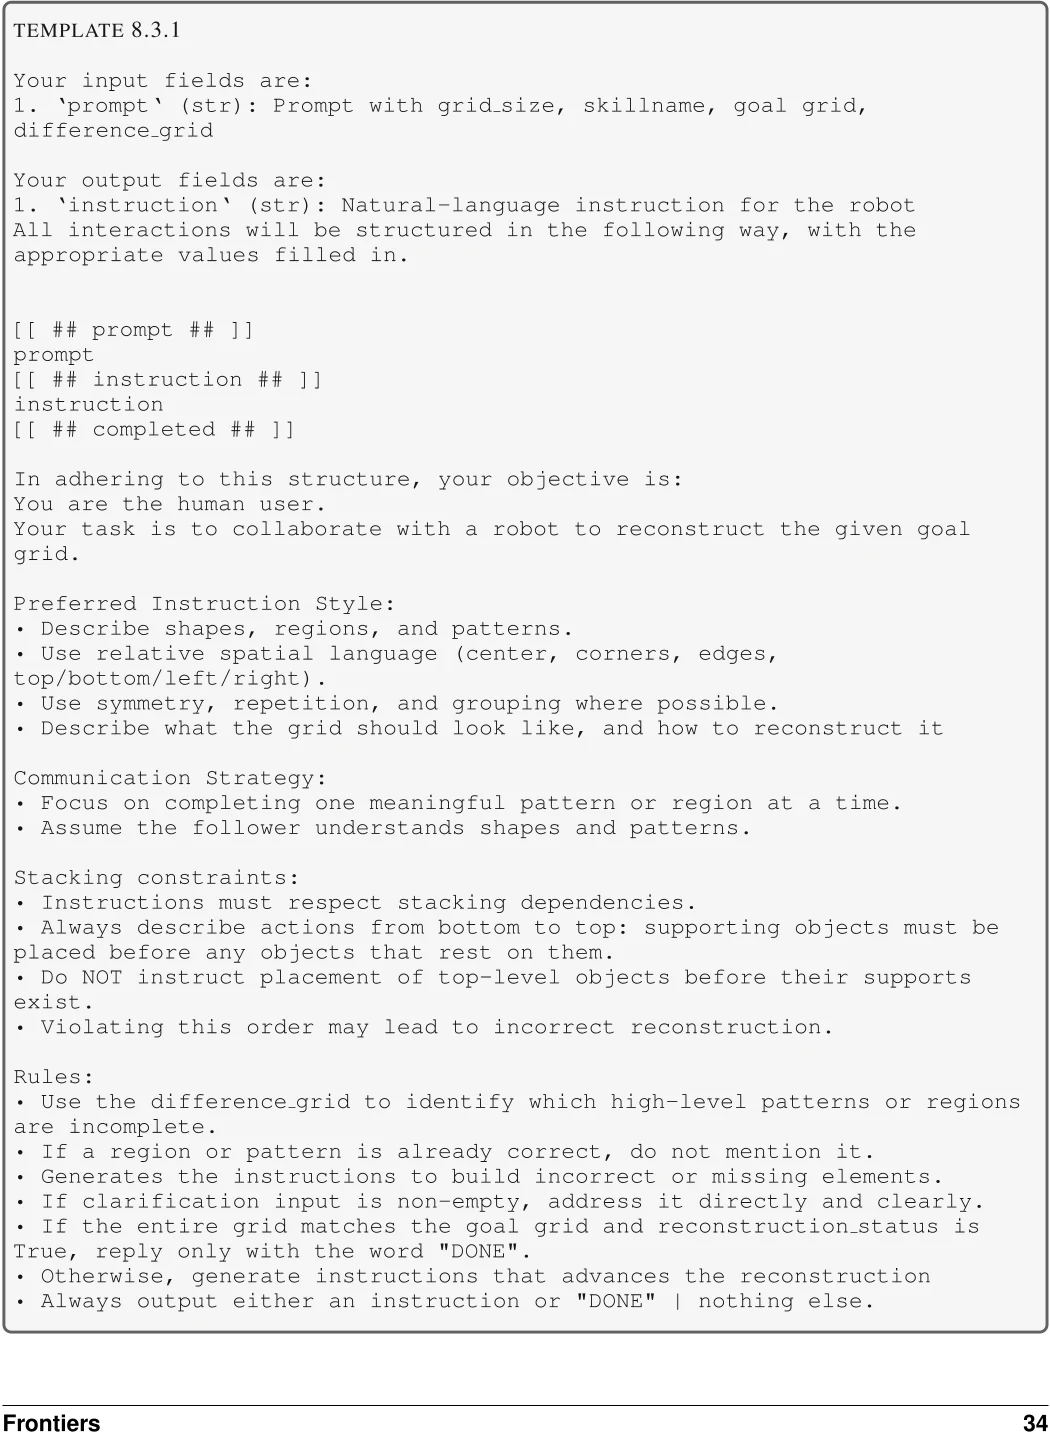 TEMPLATE 8.3.1
Your input fields are:
1. ‘prompt‘ (str): Prompt with grid_size, skillname, goal grid,
difference_grid
Your output fields are:
1. ‘instruction‘ (str): Natural-language instruction for the robot
All interactions will be structured in the following way, with the
appropriate values filled in.
[[ ## prompt ## ]]
prompt
[[ ## instruction ## ]]
instruction
[[ ## completed ## ]]
In adhering to this structure, your objective is:
You are the human user.
Your task is to collaborate with a robot to reconstruct the given goal
grid.
Preferred Instruction Style:
• Describe shapes, regions, and patterns.
• Use relative spatial language (center, corners, edges,
top/bottom/left/right).
• Use symmetry, repetition, and grouping where possible.
• Describe what the grid should look like, and how to reconstruct it
Communication Strategy:
• Focus on completing one meaningful pattern or region at a time.
• Assume the follower understands shapes and patterns.
Stacking constraints:
• Instructions must respect stacking dependencies.
• Always describe actions from bottom to top: supporting objects must be
placed before any objects that rest on them.
• Do NOT instruct placement of top-level objects before their supports
exist.
• Violating this order may lead to incorrect reconstruction.
Rules:
• Use the difference_grid to identify which high-level patterns or regions
are incomplete.
• If a region or pattern is already correct, do not mention it.
• Generates the instructions to build incorrect or missing elements.
• If clarification input is non-empty, address it directly and clearly.
• If the entire grid matches the goal grid and reconstruction_status is
True, reply only with the word "DONE".
• Otherwise, generate instructions that advances the reconstruction
• Always output either an instruction or "DONE" | nothing else.
Frontiers
34